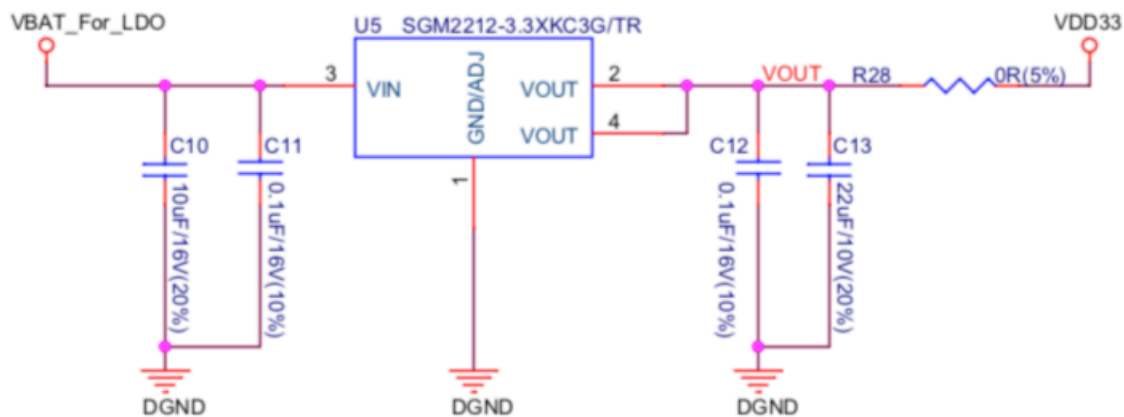 VBAT_For_LDO
U5 SGM2212-3.3XKC3G/TR
VDD33
3
VIN
GND/ADJ
VOUT
2
VOUT
R28
0R(5%)
VOUT
4
1
C10
10uF/16V(20%)
C11
0.1uF/16V(10%)
C12
0.1uF/16V(10%)
C13
22uF/10V(20%)
DGND
DGND
DGND